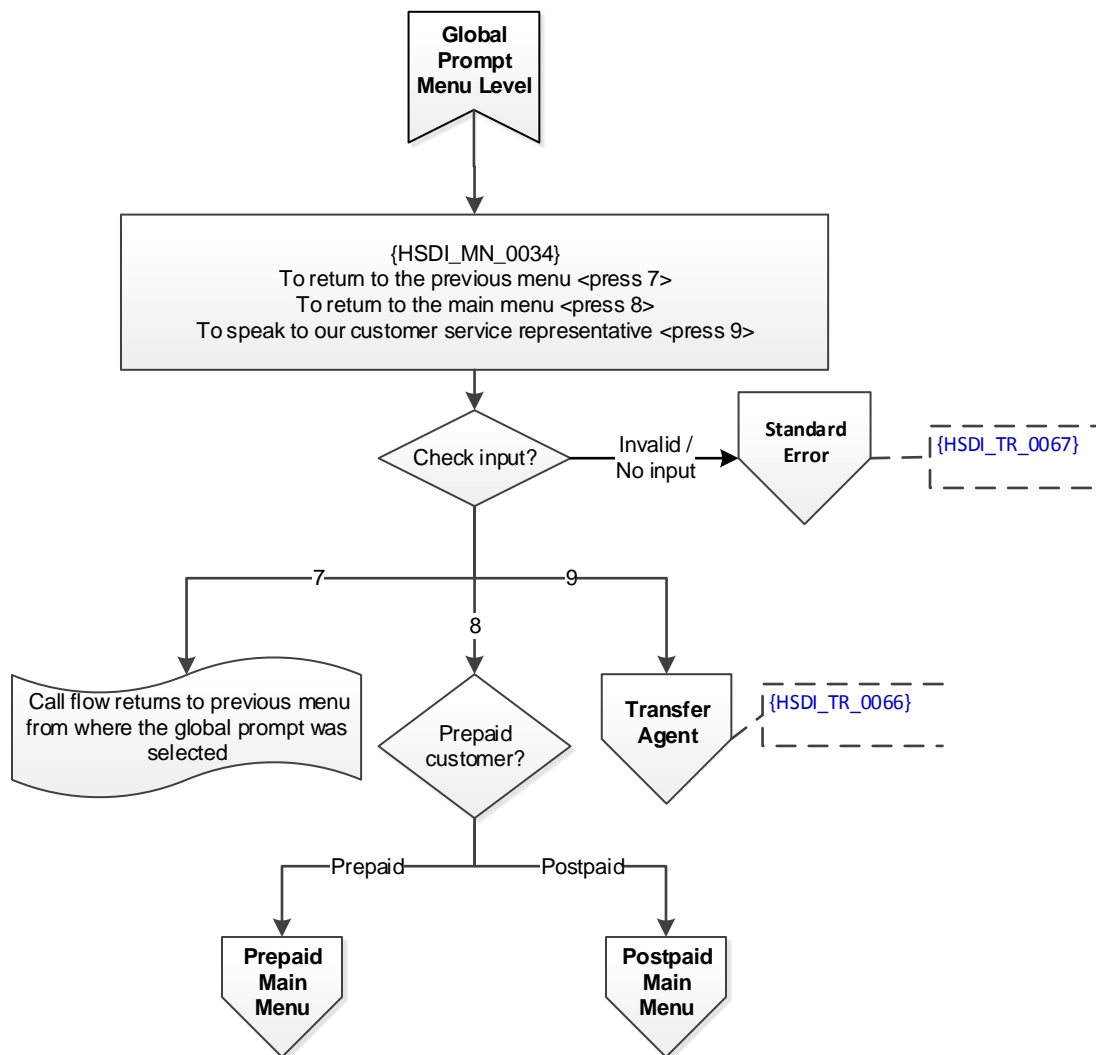 Global
Prompt
Menu Level
{HSDI_MN_0034}
To return to the previous menu <press 7>
To return to the main menu <press 8>
To speak to our customer service representative <press 9>
Check input?
Invalid /
No input
Standard
Error
{HSDI_TR_0067}
7
9
8
Call flow returns to previous menu
from where the global prompt was
selected
Prepaid
customer?
Transfer
Agent
{HSDI_TR_0066}
Prepaid
Postpaid
Prepaid
Main
Menu
Postpaid
Main
Menu